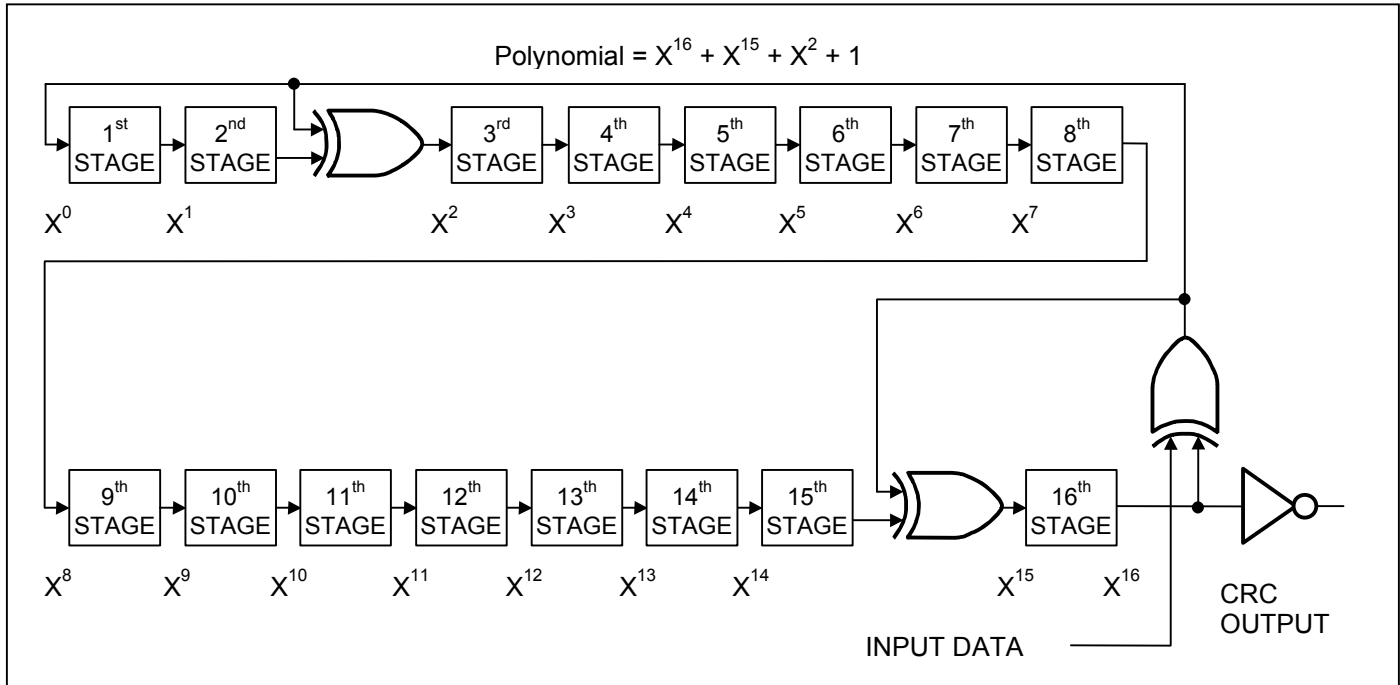 Polynomial = X¹⁶ + X¹⁵ + X² + 1
1ˢᵗ STAGE
2ⁿᵈ STAGE
3ʳᵈ STAGE
4ᵗʰ STAGE
5ᵗʰ STAGE
6ᵗʰ STAGE
7ᵗʰ STAGE
8ᵗʰ STAGE
X⁰ X¹ X² X³ X⁴ X⁵ X⁶ X⁷
9ᵗʰ STAGE
10ᵗʰ STAGE
11ᵗʰ STAGE
12ᵗʰ STAGE
13ᵗʰ STAGE
14ᵗʰ STAGE
15ᵗʰ STAGE
16ᵗʰ STAGE
X⁸ X⁹ X¹⁰ X¹¹ X¹² X¹³ X¹⁴ X¹⁵ X¹⁶
CRC
OUTPUT
INPUT DATA